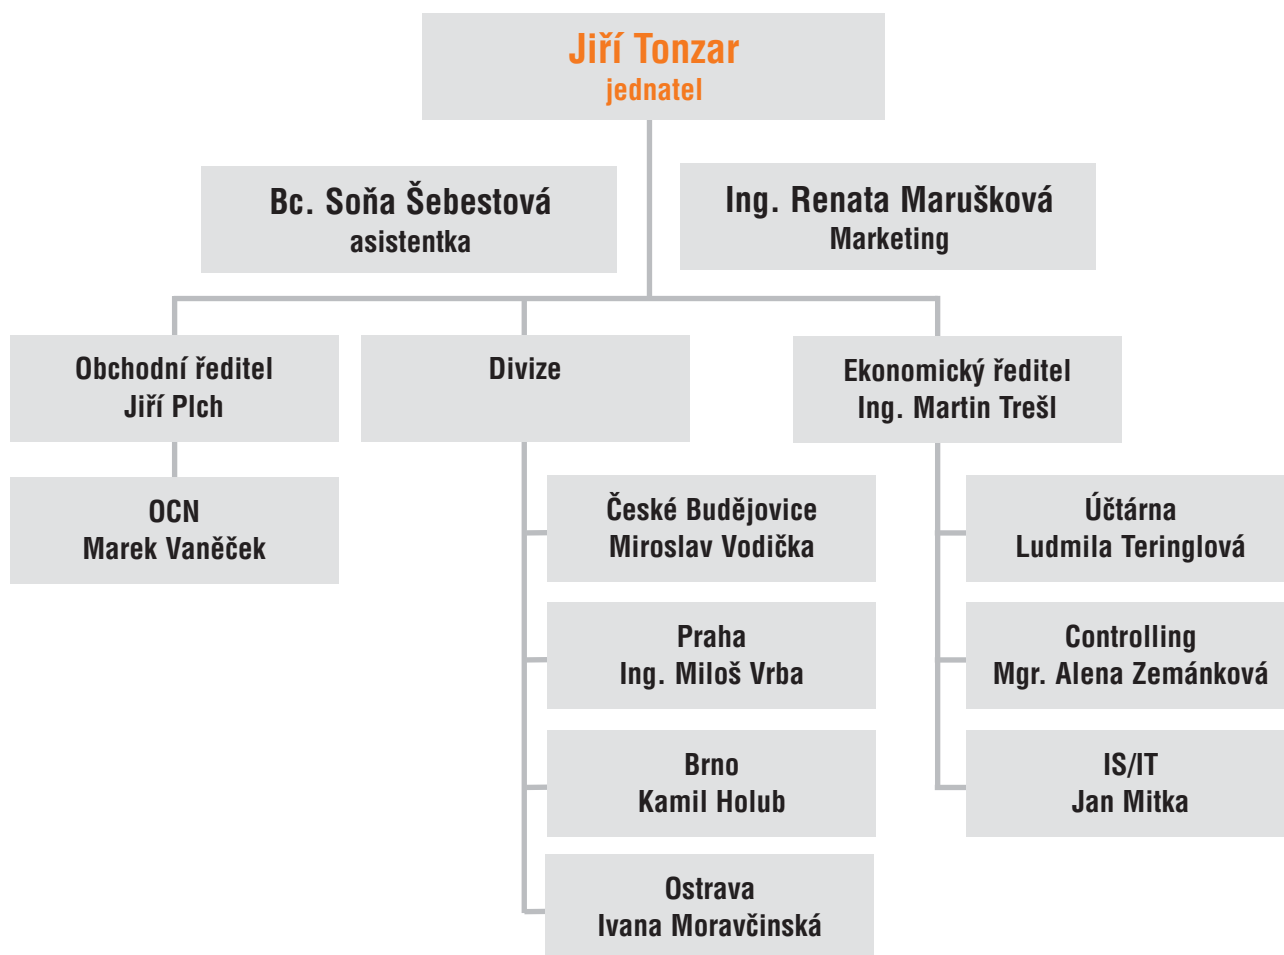 Jiří Tonzar
jednatel
Bc. Soňa Šebestová
asistentka
Ing. Renata Marušková
Marketing
Obchodní ředitel
Jiří Plch
Divize
Ekonomický ředitel
Ing. Martin Trešl
OCN
Marek Vaněček
České Budějovice
Miroslav Vodička
Účtárna
Ludmila Teringlová
Praha
Ing. Miloš Vrba
Controlling
Mgr. Alena Zemánková
Brno
Kamil Holub
IS/IT
Jan Mitka
Ostrava
Ivana Moravčinská